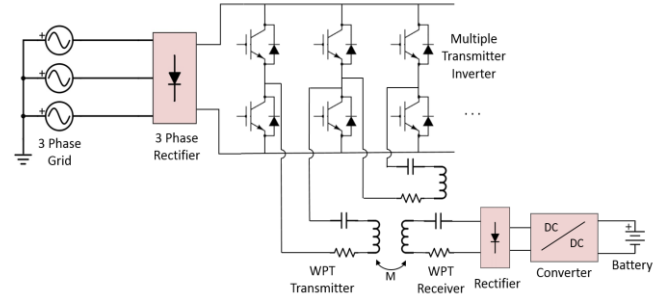 Multiple
Transmitter
Inverter
+
+
+
3 Phase
Grid
3 Phase
Rectifier
...
M
WPT
Transmitter
WPT
Receiver
Rectifier
DC
DC
Converter
+
Battery